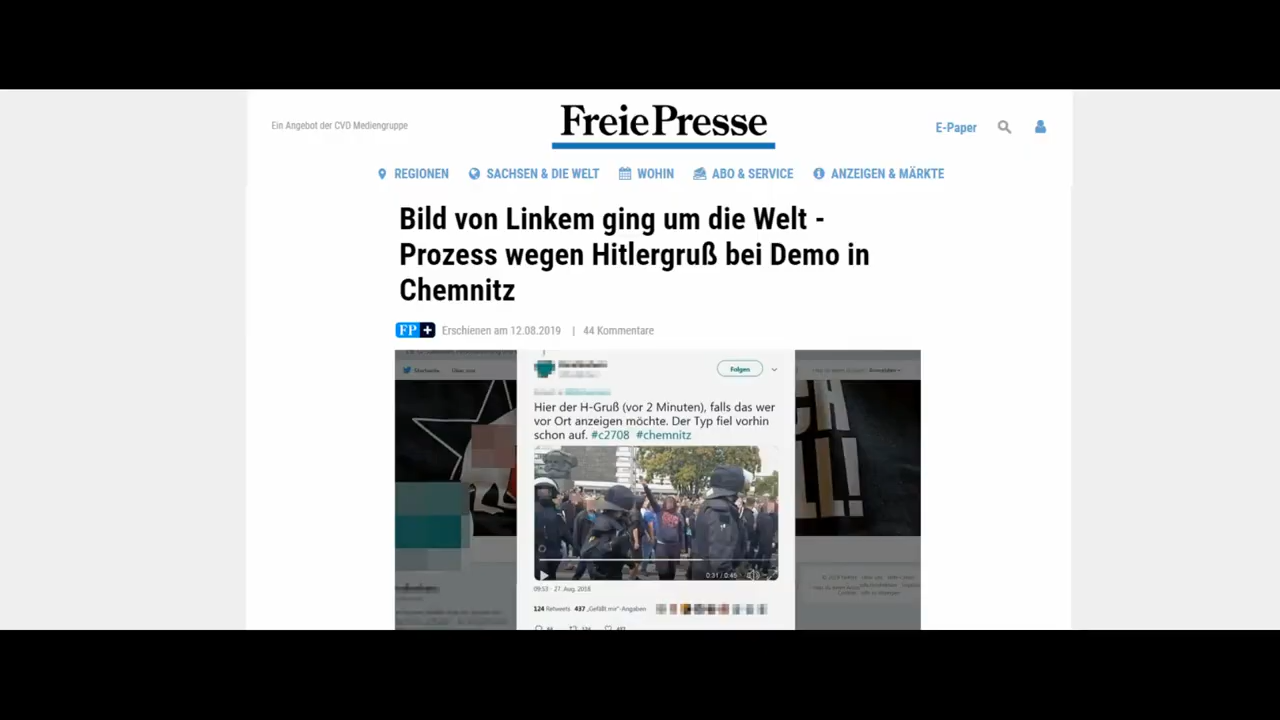 Ein Angebot der CVD Mediengruppe
Freie Presse
E-Paper
REGIONEN SACHSEN & DIE WELT WOHIN ABO & SERVICE ANZEIGEN & MÄRKTE
Bild von Linkem ging um die Welt -
Prozess wegen Hitlergruß bei Demo in
Chemnitz
FP + Erschienen am 12.08.2019 | 44 Kommentare
Startseite
Folgen
Hier der H-Gruß (vor 2 Minuten), falls das wer
vor Ort anzeigen möchte. Der Typ fiel vorhin
schon auf. #c2708 #chemnitz
0:31 / 0:45
09:53 - 27. Aug. 2018
124 Retweets 437 „Gefällt mir“-Angaben